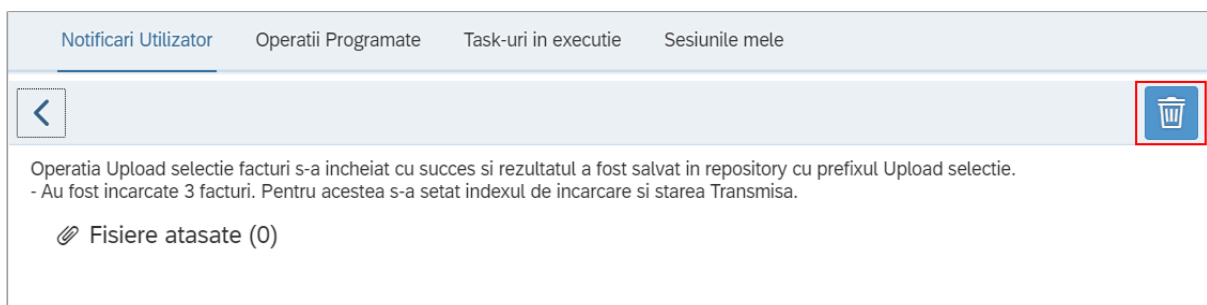 Notificari Utilizator Operatii Programate Task-uri in executie Sesiunile mele
Operatia Upload selectie facturi s-a incheiat cu succes si rezultatul a fost salvat in repository cu prefixul Upload selectie.
- Au fost incarcate 3 facturi. Pentru acestea s-a setat indexul de incarcare si starea Transmisa.
Fisiere atasate (0)